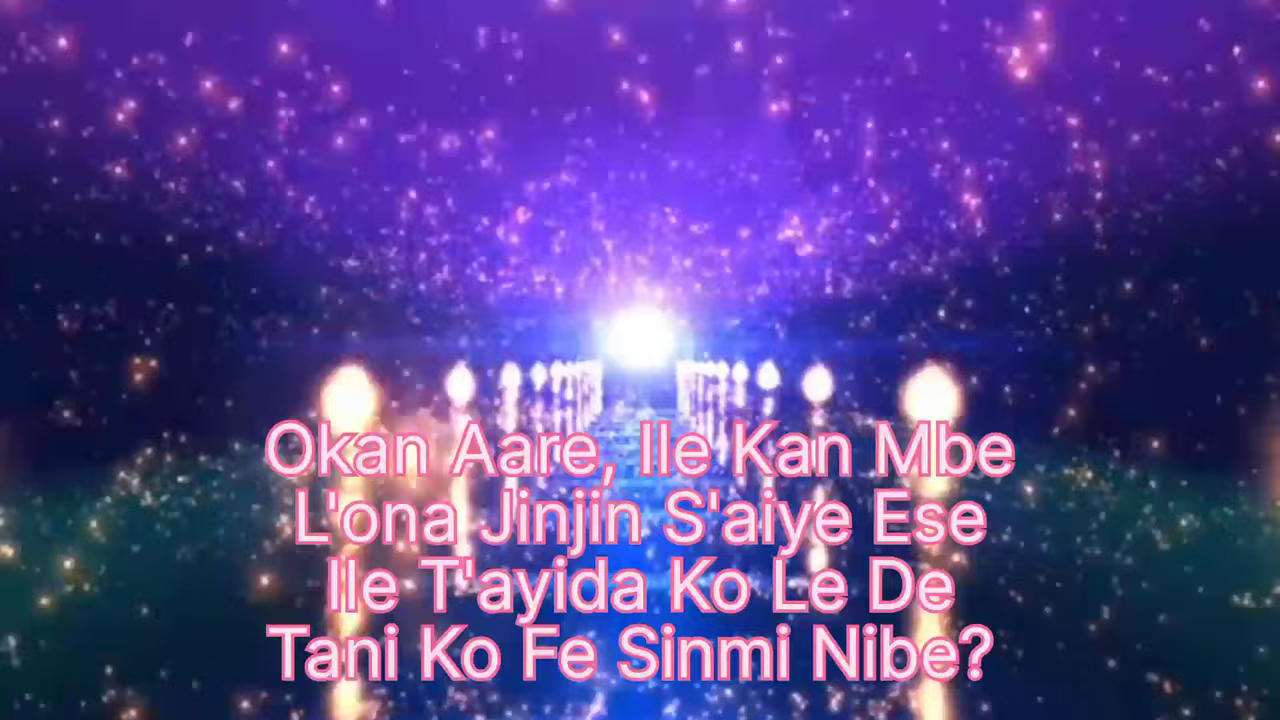 Okan Aare, Ile Kan Mbe
L'ona Jinjin S'aiye Ese
Ile T'ayida Ko Le De
Tani Ko Fe Sinmi Nibe?